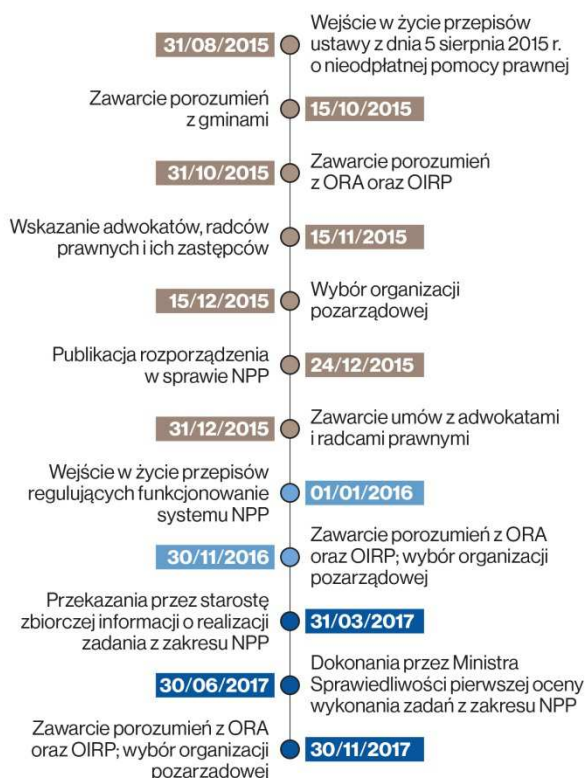 31/08/2015
Wejście w życie przepisów
ustawy z dnia 5 sierpnia 2015 r.
o nieodpłatnej pomocy prawnej
Zawarcie porozumień
z gminami
15/10/2015
31/10/2015
Zawarcie porozumień
z ORA oraz OIRP
Wskazanie adwokatów, radców
prawnych i ich zastępców
15/11/2015
15/12/2015
Wybór organizacji
pozarządowej
Publikacja rozporządzenia
w sprawie NPP
24/12/2015
31/12/2015
Zawarcie umów z adwokatami
i radcami prawnymi
Wejście w życie przepisów
regulujących funkcjonowanie
systemu NPP
01/01/2016
30/11/2016
Zawarcie porozumień z ORA
oraz OIRP; wybór organizacji
pozarządowej
Przekazania przez starostę
zbiorczej informacji o realizacji
zadania z zakresu NPP
31/03/2017
30/06/2017
Dokonania przez Ministra
Sprawiedliwości pierwszej oceny
wykonania zadań z zakresu NPP
Zawarcie porozumień z ORA
oraz OIRP; wybór organizacji
pozarządowej
30/11/2017